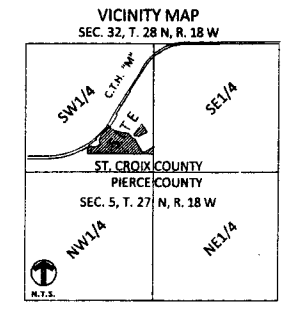 VICINITY MAP
SEC. 32, T. 28 N, R. 18 W
C.T.H. "M"
SW1/4
SE1/4
ST. CROIX COUNTY
PIERCE COUNTY
SEC. 5, T. 27 N, R. 18 W
NW1/4
NE1/4
N.T.S.